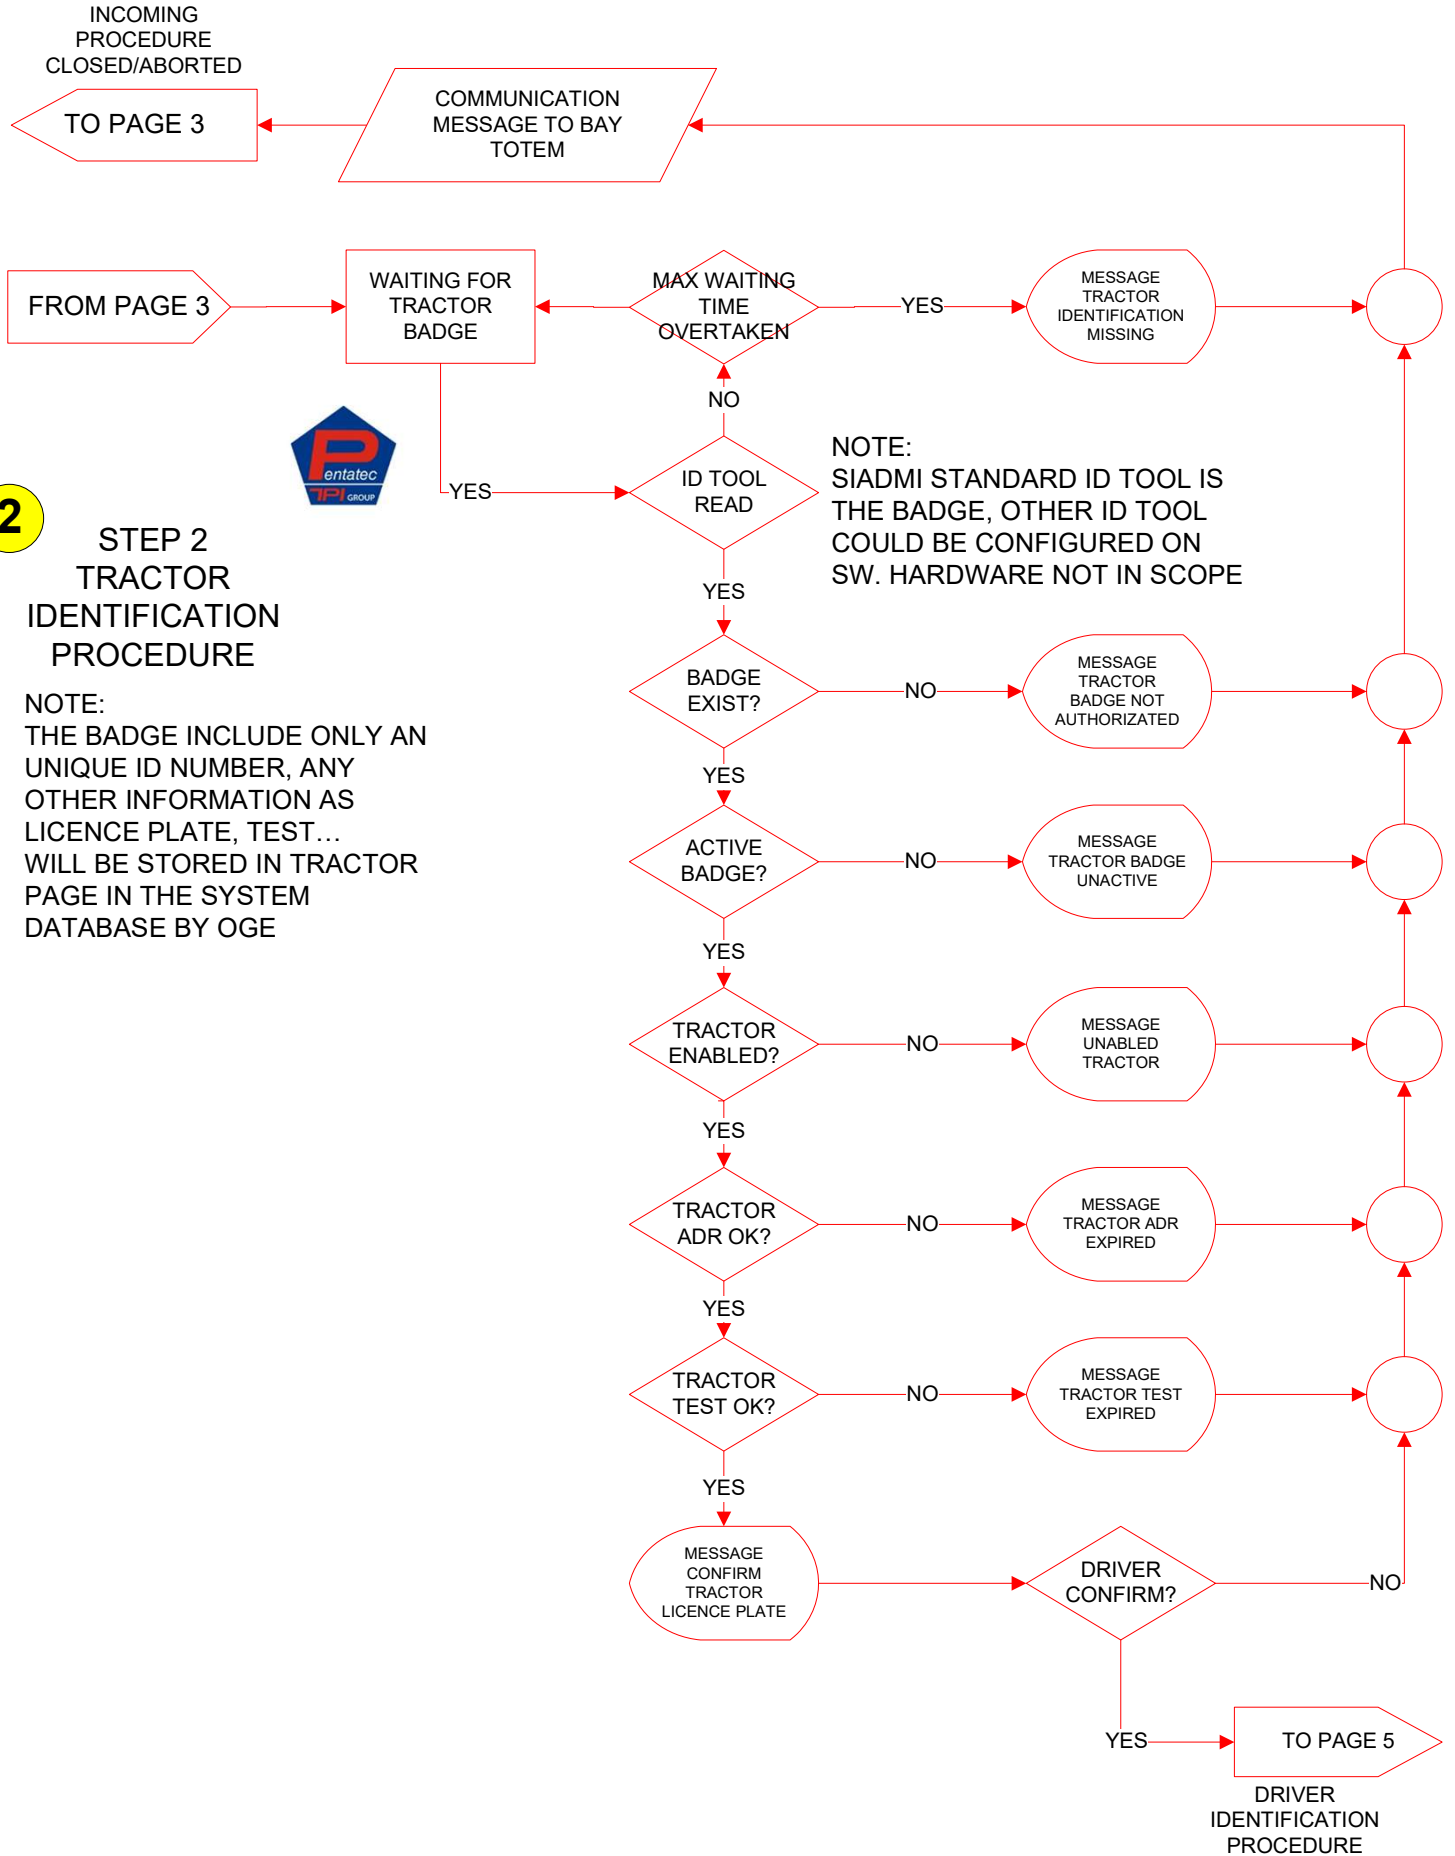 INCOMING
PROCEDURE
CLOSED/ABORTED
TO PAGE 3
COMMUNICATION
MESSAGE TO BAY
TOTEM
FROM PAGE 3
WAITING FOR
TRACTOR
BADGE
MAX WAITING
TIME
OVERTAKEN
YES
MESSAGE
TRACTOR
IDENTIFICATION
MISSING
NO
Pentatec
TPI GROUP
YES
ID TOOL
READ
NOTE:
SIADMI STANDARD ID TOOL IS
THE BADGE, OTHER ID TOOL
COULD BE CONFIGURED ON
SW. HARDWARE NOT IN SCOPE
2
STEP 2
TRACTOR
IDENTIFICATION
PROCEDURE
NOTE:
THE BADGE INCLUDE ONLY AN
UNIQUE ID NUMBER, ANY
OTHER INFORMATION AS
LICENCE PLATE, TEST…
WILL BE STORED IN TRACTOR
PAGE IN THE SYSTEM
DATABASE BY OGE
YES
BADGE
EXIST?
NO
MESSAGE
TRACTOR
BADGE NOT
AUTHORIZATED
YES
ACTIVE
BADGE?
NO
MESSAGE
TRACTOR BADGE
UNACTIVE
YES
TRACTOR
ENABLED?
NO
MESSAGE
UNABLED
TRACTOR
YES
TRACTOR
ADR OK?
NO
MESSAGE
TRACTOR ADR
EXPIRED
YES
TRACTOR
TEST OK?
NO
MESSAGE
TRACTOR TEST
EXPIRED
YES
MESSAGE
CONFIRM
TRACTOR
LICENCE PLATE
DRIVER
CONFIRM?
NO
YES
TO PAGE 5
DRIVER
IDENTIFICATION
PROCEDURE